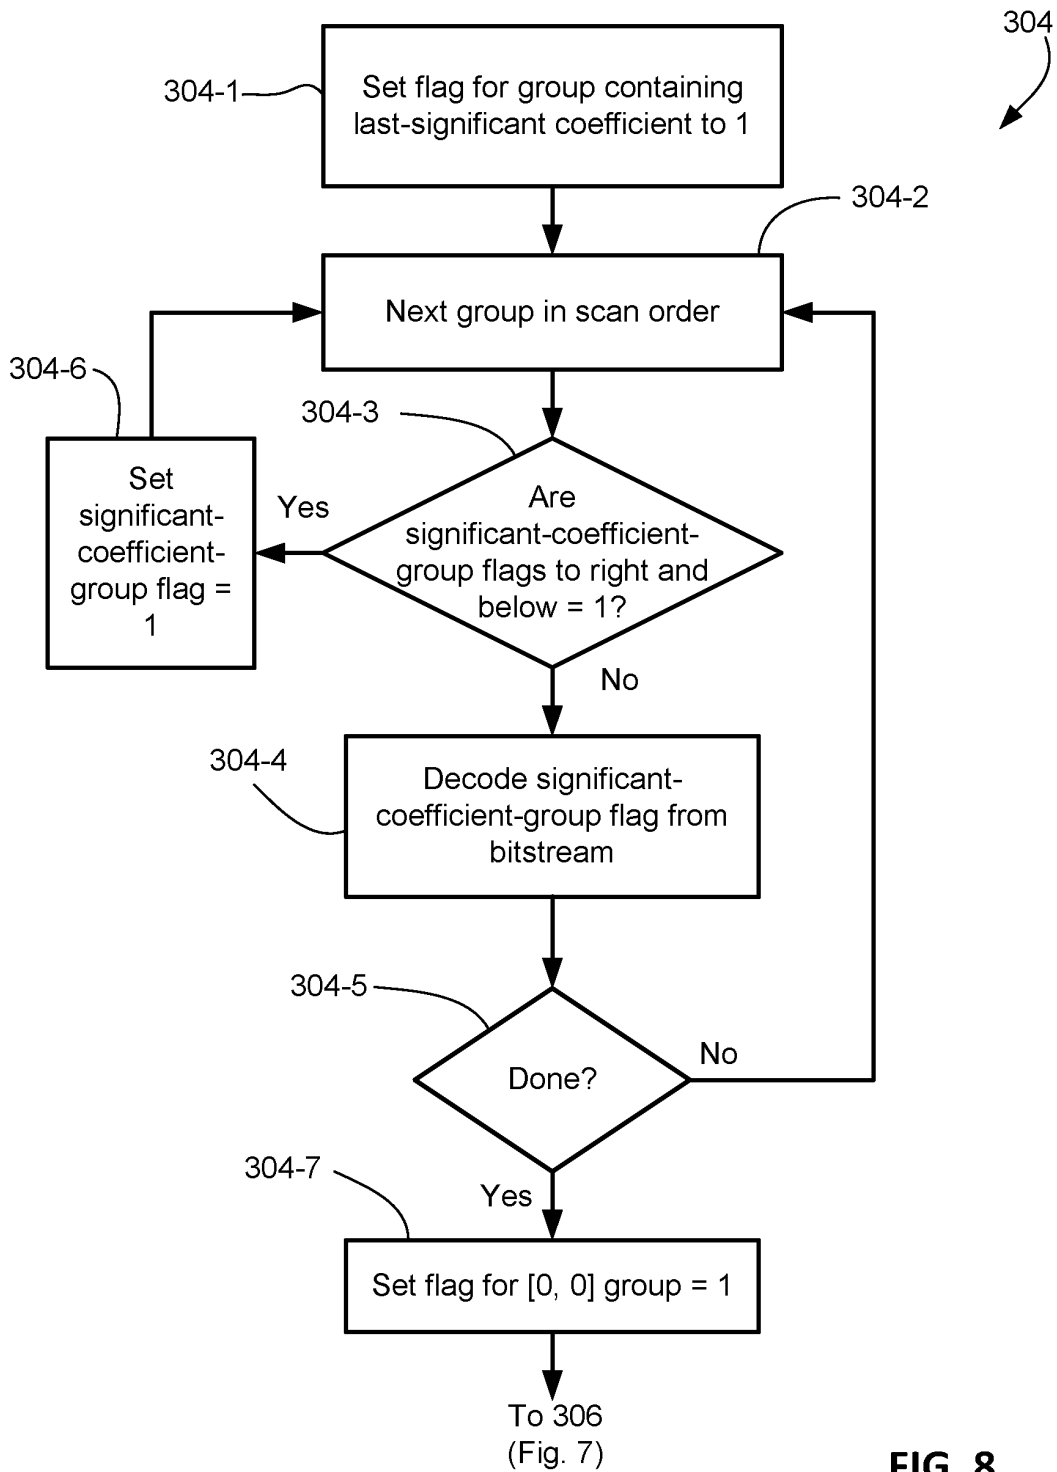 304
304-1
Set flag for group containing
last-significant coefficient to 1
304-2
Next group in scan order
304-6
304-3
Set
significant-
coefficient-
group flag =
1
Yes
Are
significant-coefficient-
group flags to right and
below = 1?
No
304-4
Decode significant-
coefficient-group flag from
bitstream
304-5
Done?
No
304-7
Yes
Set flag for [0, 0] group = 1
To 306
(Fig. 7)
FIG. 8